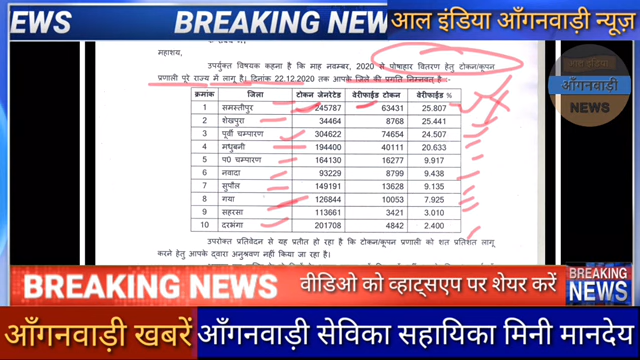 EWS
BREAKING NEWS
आल इंडिया आँगनवाड़ी न्यूज़
महाशय,
उपर्युक्त विषयक कहना है कि माह नवम्बर, 2020 से पोषाहार वितरण हेतु टोकन/कूपन
प्रणाली पूरे राज्य में लागू है। दिनांक 22.12.2020 तक आपके जिले की प्रगति निम्नवत् है:-
क्रमांक जिला टोकन जेनरेटेड वेरीफाईड टोकन वेरीफाईड %
1 समस्तीपुर 245787 63431 25.807
2 शेखपुरा 34464 8768 25.441
3 पूर्वी चम्पारण 304622 74654 24.507
4 मधुबनी 194400 40111 20.633
5 प0 चम्पारण 164130 16277 9.917
6 नवादा 93229 8799 9.438
7 सुपौल 149191 13628 9.135
8 गया 126844 10053 7.925
9 सहरसा 113661 3421 3.010
10 दरभंगा 201708 4842 2.400
उपरोक्त प्रतिवेदन से यह प्रतीत हो रहा है कि टोकन/कूपन प्रणाली को शत प्रतिशत लागू
करने हेतु आपके द्वारा अनुश्रवण नहीं किया जा रहा है।
आल इंडिया
आँगनवाड़ी
NEWS
BREAKING NEWS
वीडियो को व्हाट्सएप पर शेयर करें
BREAKING
NEWS
आँगनवाड़ी खबरें
आँगनवाड़ी सेविका सहायिका मिनी मानदेय